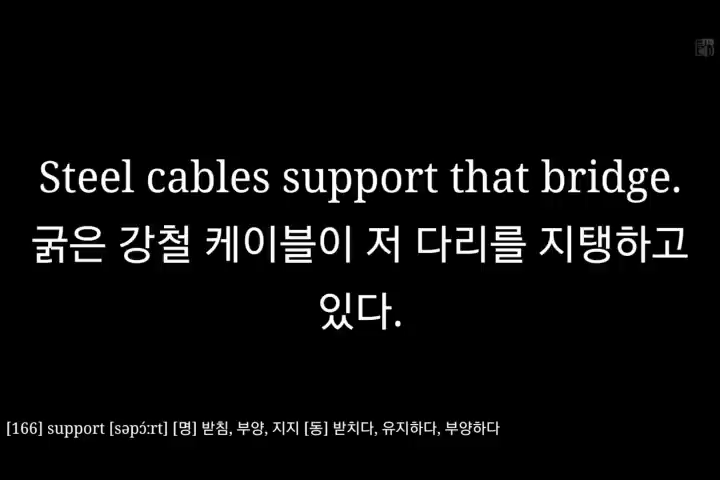 Steel cables support that bridge.
굵은 강철 케이블이 저 다리를 지탱하고
있다.
[166] support [səpɔ́ːrt] [명] 받침, 부양, 지지 [동] 받치다, 유지하다, 부양하다